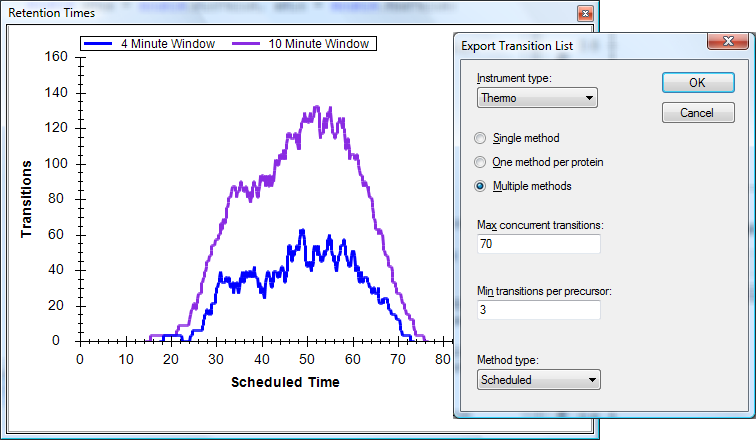 Retention Times
4 Minute Window 10 Minute Window
160
140
120
100
80
60
40
20
0
Transitions
0 10 20 30 40 50 60 70 80
Scheduled Time
Export Transition List
Instrument type:
Thermo
OK
Cancel
Single method
One method per protein
Multiple methods
Max concurrent transitions:
70
Min transitions per precursor:
3
Method type:
Scheduled